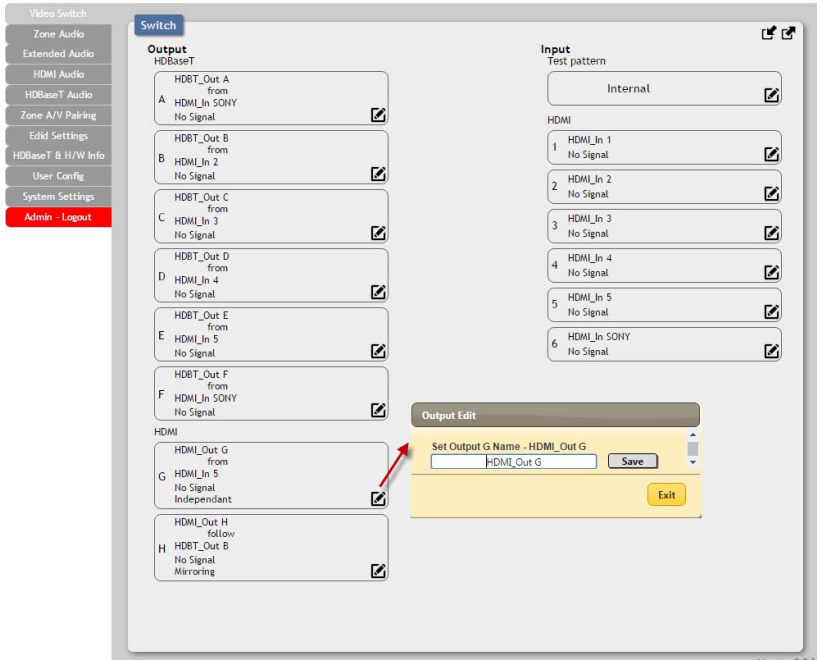 Video Switch
Zone Audio
Extended Audio
HDMI Audio
HDBaseT Audio
Zone A/V Pairing
Edid Settings
HDBaseT & H/W Info
User Config
System Settings
Admin - Logout
Switch
Output
HDBaseT
A
HDBT_Out A
from
HDMI_In SONY
No Signal
B
HDBT_Out B
from
HDMI_In 2
No Signal
C
HDBT_Out C
from
HDMI_In 3
No Signal
D
HDBT_Out D
from
HDMI_In 4
No Signal
E
HDBT_Out E
from
HDMI_In 5
No Signal
F
HDBT_Out F
from
HDMI_In SONY
No Signal
HDMI
G
HDMI_Out G
from
HDMI_In 5
No Signal
Independant
H
HDMI_Out H
follow
HDBT_Out B
No Signal
Mirroring
Input
Test pattern
Internal
HDMI
1
HDMI_In 1
No Signal
2
HDMI_In 2
No Signal
3
HDMI_In 3
No Signal
4
HDMI_In 4
No Signal
5
HDMI_In 5
No Signal
6
HDMI_In SONY
No Signal
Output Edit
Set Output G Name - HDMI_Out G
HDMI_Out G
Save
Exit